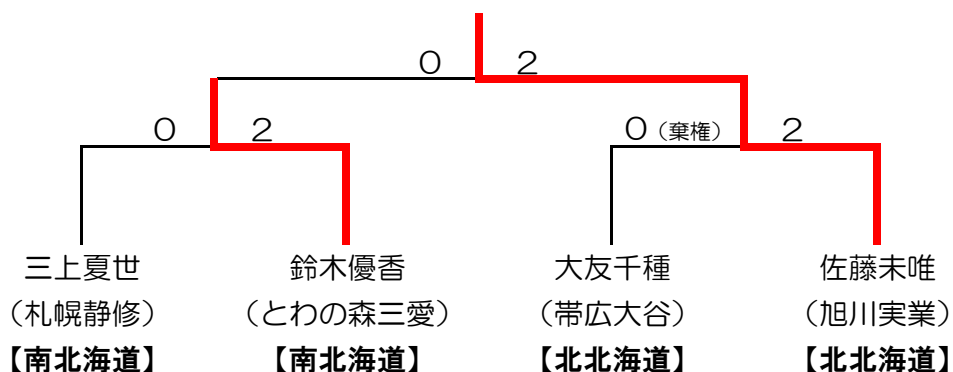 ０ ２
０ ２ ０（棄権） ２
三上夏世 鈴木優香 大友千種 佐藤未唯
（札幌静修） （とわの森三愛） （帯広大谷） （旭川実業）
【南北海道】 【南北海道】 【北北海道】 【北北海道】